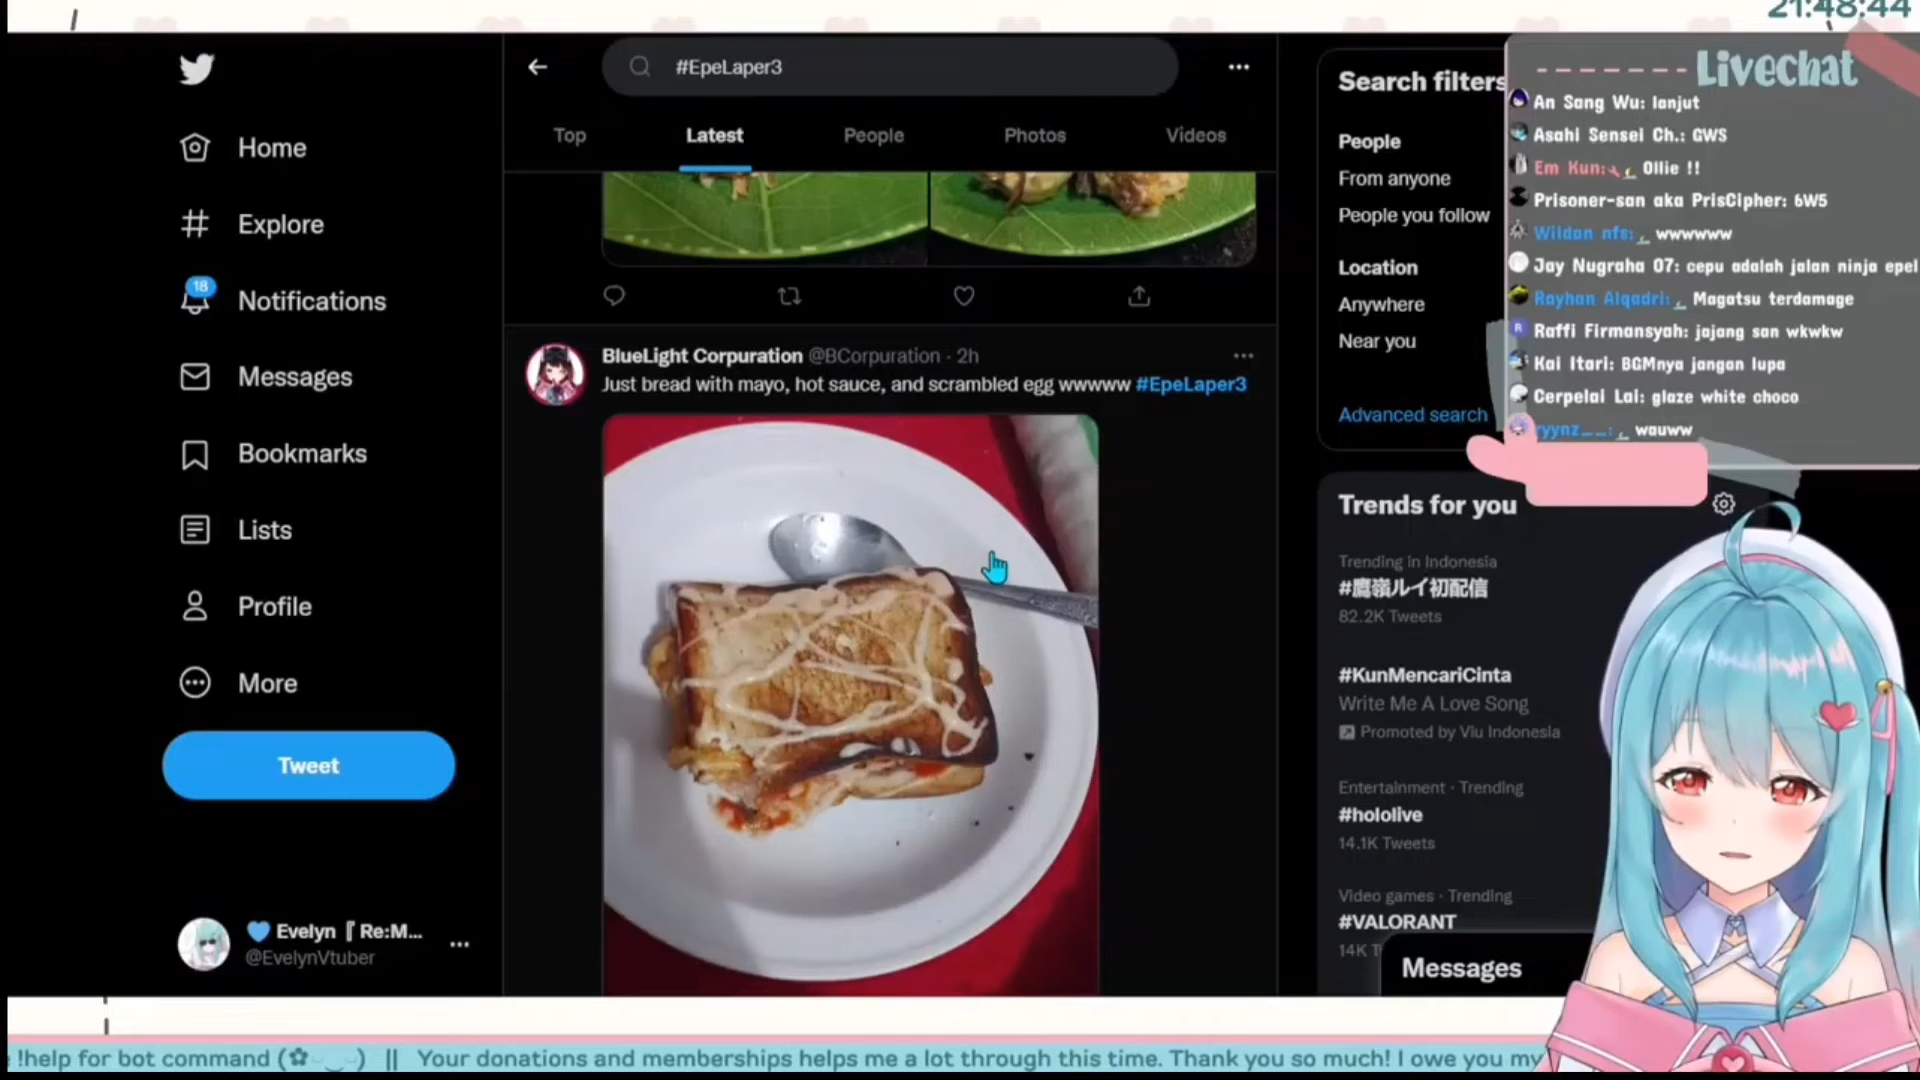 21:48:44
#EpeLaper3
Top
Latest
People
Photos
Videos
Home
Explore
18
Notifications
Messages
Bookmarks
Lists
Profile
More
Tweet
Evelyn 『 Re:M...
@EvelynVtuber
BlueLight Corpuration @BCorpuration · 2h
Just bread with mayo, hot sauce, and scrambled egg wwwww #EpeLaper3
Search filters
People
From anyone
People you follow
Location
Anywhere
Near you
Advanced search
Livechat
An Sang Wu: lanjut
Asahi Sensei Ch.: GWS
Em Kun: Ollie !!
Prisoner-san aka PrisCipher: GWS
Wildan nfs: wwwwww
Jay Nugraha 07: cepu adalah jalan ninja epel
Rayhan Alqadri: Magatsu terdamage
Raffi Firmansyah: jajang san wkwkw
Kai Itari: BGMnya jangan lupa
Cerpelai Lai: glaze white choco
wauww
Trends for you
Trending in Indonesia
#鷹嶺ルイ初配信
82.2K Tweets
#KunMencariCinta
Write Me A Love Song
Promoted by Viu Indonesia
Entertainment · Trending
#hololive
14.1K Tweets
Video games · Trending
#VALORANT
14K
Messages
!help for bot command || Your donations and memberships helps me a lot through this time. Thank you so much! I owe you my